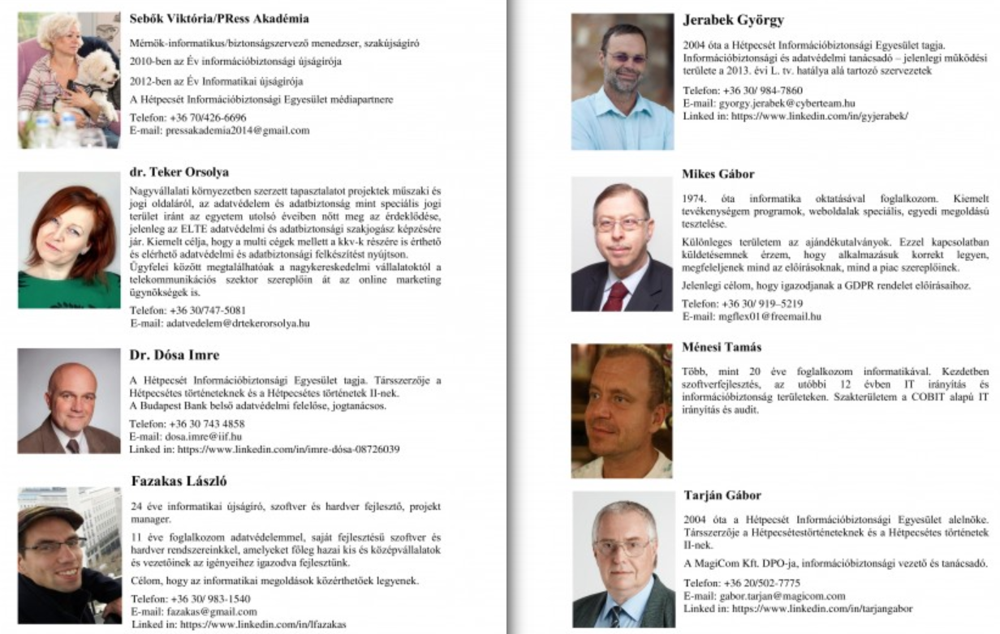 Sebők Viktória/PRess Akadémia
Mérnök-informatikus/biztonságszervező menedzser, szakújságíró
2010-ben az Év információbiztonsági újságírója
2012-ben az Év Informatikai újságírója
A Hétpecsét Információbiztonsági Egyesület médiapartnere
Telefon: +36 70/426-6696
E-mail: pressakademia2014@gmail.com
dr. Teker Orsolya
Nagyvállalati környezetben szerzett tapasztalatot projektek műszaki és
jogi oldaláról, az adatvédelem és adatbiztonság mint speciális jogi
terület iránt az egyetem utolsó éveiben nőtt meg az érdeklődése,
jelenleg az ELTE adatvédelmi és adatbiztonsági szakjogász képzésére
jár. Kiemelt célja, hogy a multi cégek mellett a kkv-k részére is érthető
és elérhető adatvédelmi és adatbiztonsági felkészítést nyújtson.
Ügyfelei között megtalálhatóak a nagykereskedelmi vállalatoktól a
telekommunikációs szektor szereplőin át az online marketing
ügynökségek is.
Telefon: +36 30/747-5081
E-mail: adatvedelem@drtekerorsolya.hu
Dr. Dósa Imre
A Hétpecsét Információbiztonsági Egyesület tagja. Társszerzője a
Hétpecsétes történeteknek és a Hétpecsétes történetek II-nek.
A Budapest Bank belső adatvédelmi felelőse, jogtanácsos.
Telefon: +36 30 743 4858
E-mail: dosa.imre@iif.hu
Linked in: https://www.linkedin.com/in/imre-dósa-08726039
Fazakas László
24 éve informatikai újságíró, szoftver és hardver fejlesztő, projekt
manager.
11 éve foglalkozom adatvédelemmel, saját fejlesztésű szoftver és
hardver rendszereinkkel, amelyeket főleg hazai kis és középvállalatok
és vezetőinek az igényeihez igazodva fejlesztünk.
Célom, hogy az informatikai megoldások közérthetőek legyenek.
Telefon: +36 30/ 983-1540
E-mail: fazakas@gmail.com
Linked in: https://www.linkedin.com/in/lfazakas
Jerabek György
2004 óta a Hétpecsét Információbiztonsági Egyesület tagja.
Információbiztonsági és adatvédelmi tanácsadó – jelenlegi működési
területe a 2013. évi L. tv. hatálya alá tartozó szervezetek
Telefon: +36 30/ 984-7860
E-mail: gyorgy.jerabek@cyberteam.hu
Linked in: https://www.linkedin.com/in/gyjerabek/
Mikes Gábor
1974. óta informatika oktatásával foglalkozom. Kiemelt
tevékenységem programok, weboldalak speciális, egyedi megoldású
tesztelése.
Különleges területem az ajándékutalványok. Ezzel kapcsolatban
küldetésemnek érzem, hogy alkalmazásuk korrekt legyen,
megfeleljenek mind az előírásoknak, mind a piac szereplőinek.
Jelenlegi célom, hogy igazodjanak a GDPR rendelet előírásaihoz.
Telefon: +36 30/ 919–5219
E-mail: mgflex01@freemail.hu
Ménesi Tamás
Több, mint 20 éve foglalkozom informatikával. Kezdetben
szoftverfejlesztés, az utóbbi 12 évben IT irányítás és
információbiztonság területeken. Szakterületem a COBIT alapú IT
irányítás és audit.
Tarján Gábor
2004 óta a Hétpecsét Információbiztonsági Egyesület alelnöke.
Társszerzője a Hétpecsétestörténeteknek és a Hétpecsétes történetek
II-nek.
A MagiCom Kft. DPO-ja, információbiztonsági vezető és tanácsadó.
Telefon: +36 20/502-7775
E-mail: gabor.tarjan@magicom.com
Linked in: https://www.linkedin.com/in/tarjangabor